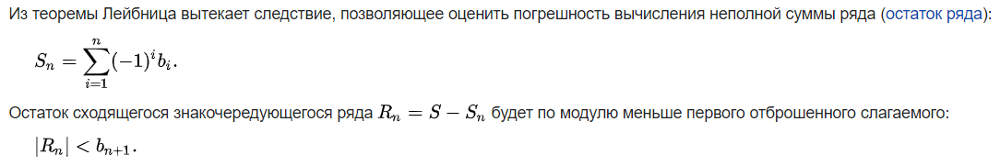 Из теоремы Лейбница вытекает следствие, позволяющее оценить погрешность вычисления неполной суммы ряда (остаток ряда):
$S_n = \sum_{i=1}^{n} (-1)^i b_i.$
Остаток сходящегося знакочередующегося ряда $R_n = S - S_n$ будет по модулю меньше первого отброшенного слагаемого:
$|R_n| < b_{n+1}.$